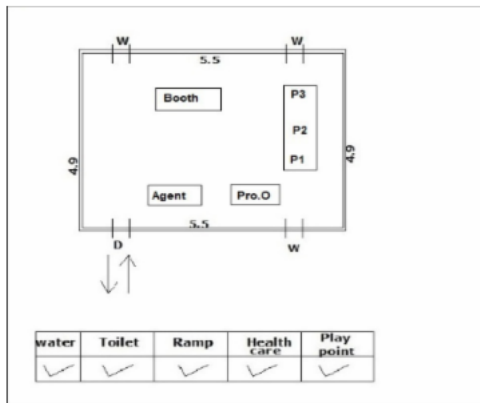 W W
5.5
Booth
P3
P2
P1
4.9 4.9
Agent Pro.O
5.5
D W
water Toilet Ramp Health care Play point